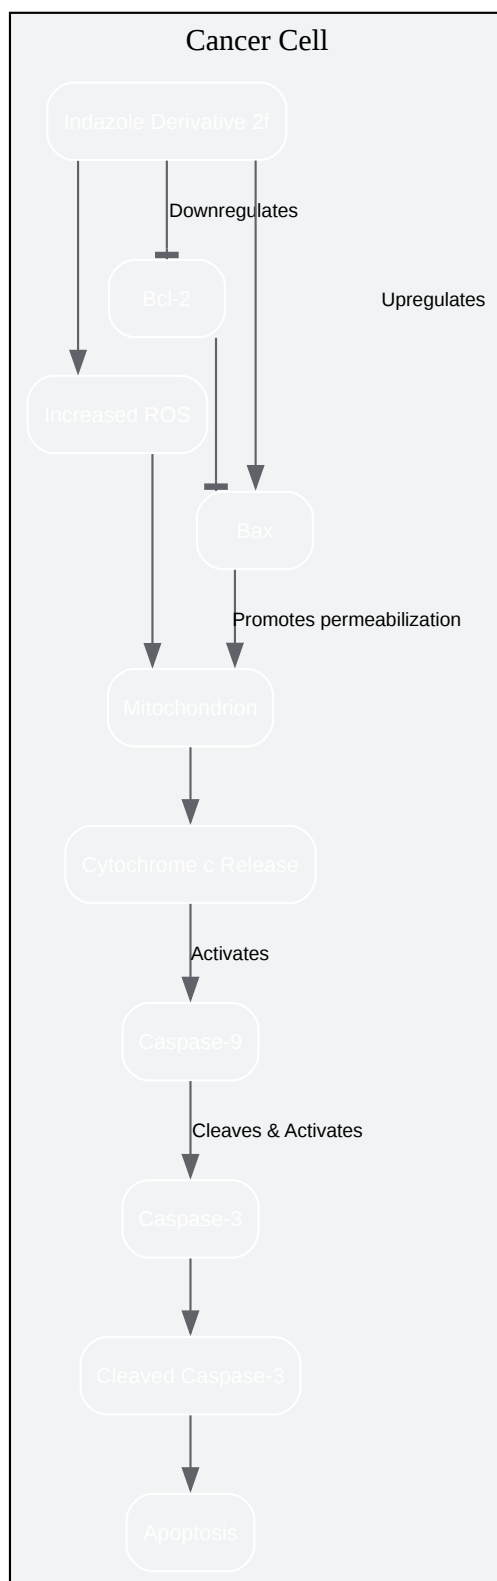 Cancer Cell
Indazole Derivative 2f
Downregulates
Bcl-2
Upregulates
Increased ROS
Bax
Promotes permeabilization
Mitochondrion
Cytochrome c Release
Activates
Caspase-9
Cleaves & Activates
Caspase-3
Cleaved Caspase-3
Apoptosis